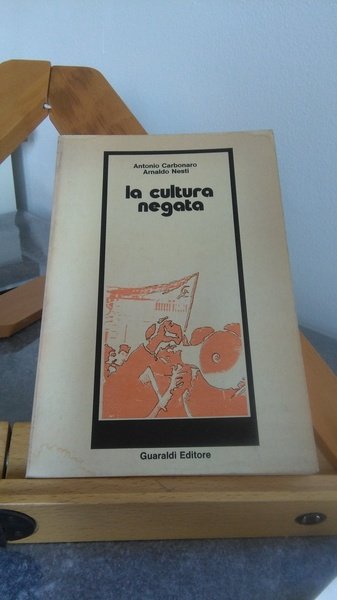 Antonio Carbonaro
Arnaldo Nesti
la cultura
negata
Guaraldi Editore